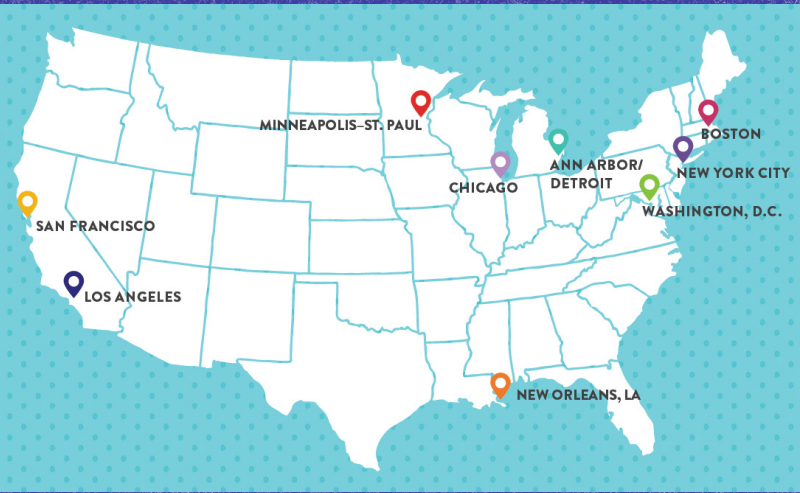 MINNEAPOLIS–ST. PAUL
BOSTON
ANN ARBOR/
DETROIT
NEW YORK CITY
CHICAGO
WASHINGTON, D.C.
SAN FRANCISCO
LOS ANGELES
NEW ORLEANS, LA